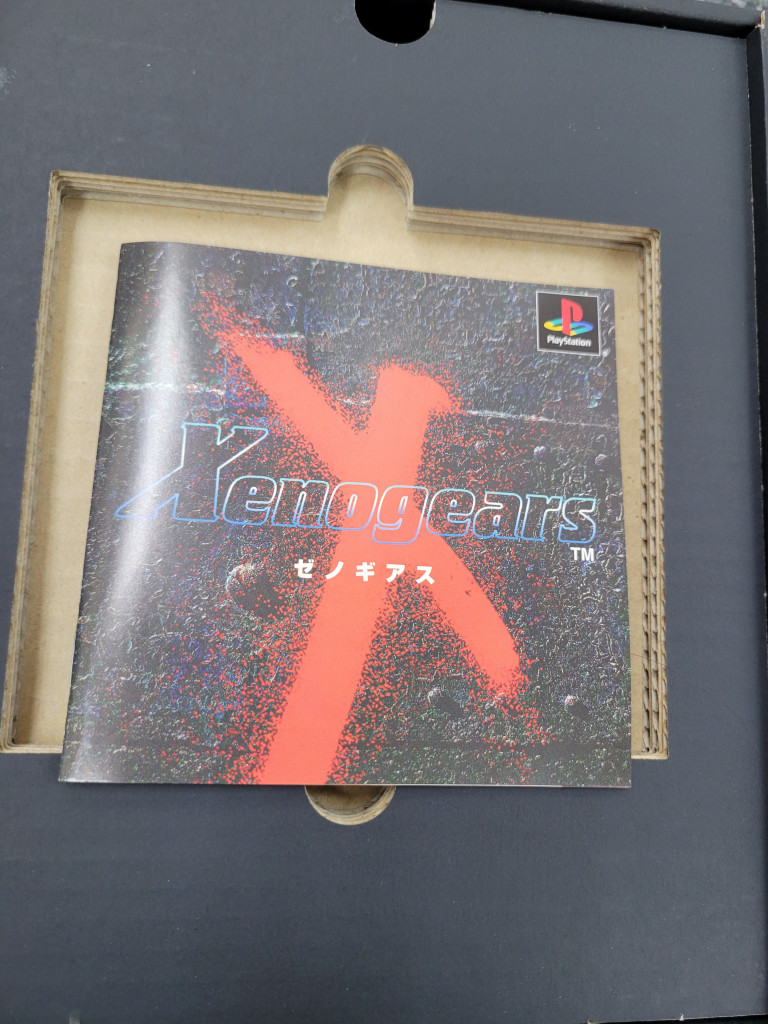 PlayStation
Xenogears
TM
ゼノギアス